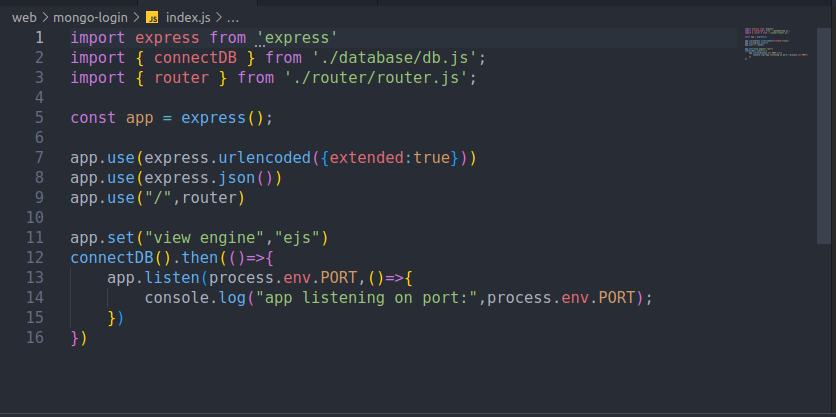 web > mongo-login > JS index.js > ...
1 import express from 'express'
2 import { connectDB } from './database/db.js';
3 import { router } from './router/router.js';
4
5 const app = express();
6
7 app.use(express.urlencoded({extended:true}))
8 app.use(express.json())
9 app.use("/",router)
10
11 app.set("view engine","ejs")
12 connectDB().then(()=>{
13     app.listen(process.env.PORT,()=>{
14         console.log("app listening on port:",process.env.PORT);
15     })
16 })